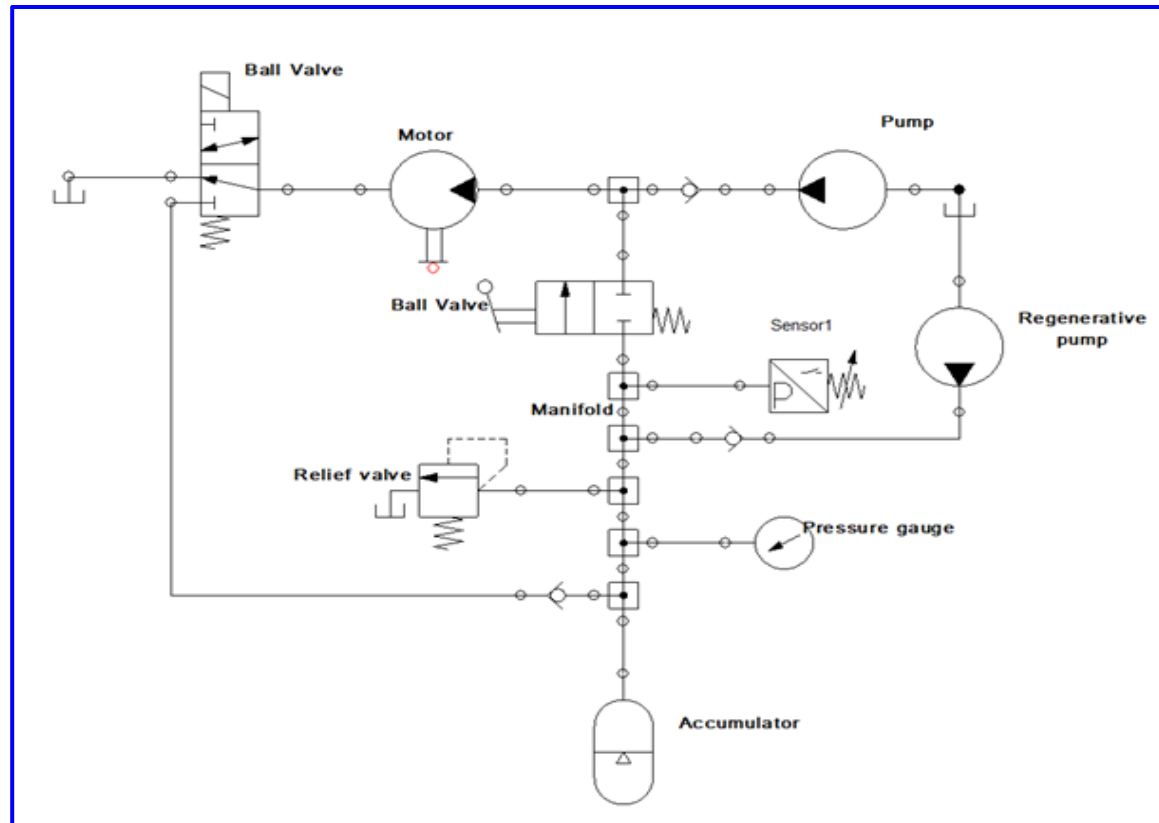 Ball Valve
Motor
Pump
Ball Valve
Sensor1
Regenerative
pump
Manifold
Relief valve
Pressure gauge
Accumulator